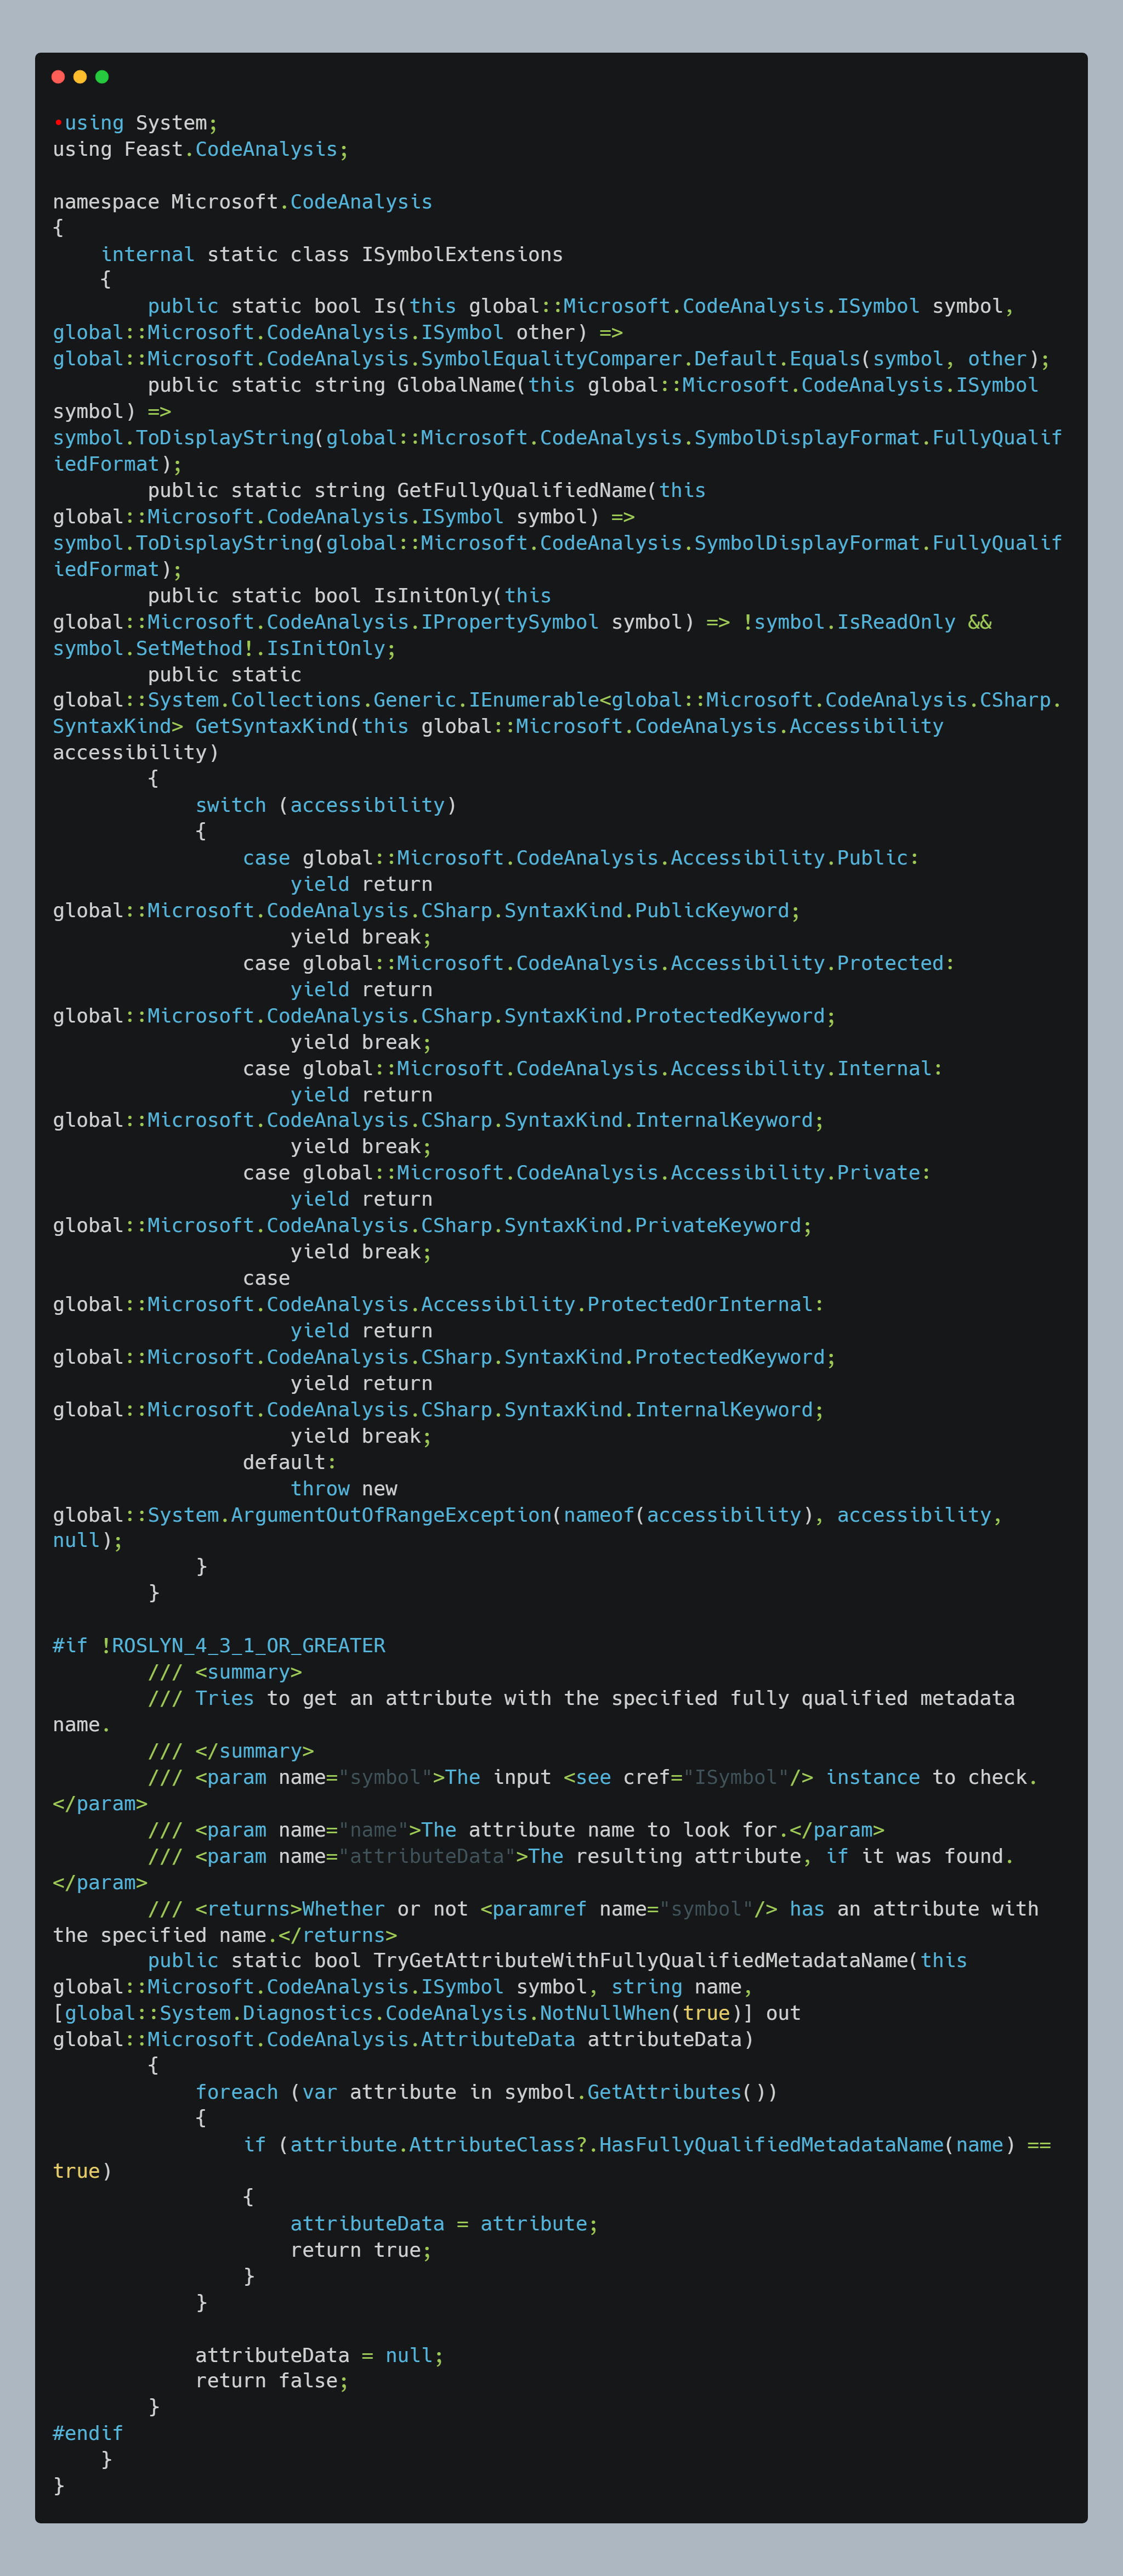 •using System;
using Feast.CodeAnalysis;

namespace Microsoft.CodeAnalysis
{
    internal static class ISymbolExtensions
    {
        public static bool Is(this global::Microsoft.CodeAnalysis.ISymbol symbol,
global::Microsoft.CodeAnalysis.ISymbol other) =>
global::Microsoft.CodeAnalysis.SymbolEqualityComparer.Default.Equals(symbol, other);
        public static string GlobalName(this global::Microsoft.CodeAnalysis.ISymbol
symbol) =>
symbol.ToDisplayString(global::Microsoft.CodeAnalysis.SymbolDisplayFormat.FullyQualif
iedFormat);
        public static string GetFullyQualifiedName(this
global::Microsoft.CodeAnalysis.ISymbol symbol) =>
symbol.ToDisplayString(global::Microsoft.CodeAnalysis.SymbolDisplayFormat.FullyQualif
iedFormat);
        public static bool IsInitOnly(this
global::Microsoft.CodeAnalysis.IPropertySymbol symbol) => !symbol.IsReadOnly &&
symbol.SetMethod!.IsInitOnly;
        public static
global::System.Collections.Generic.IEnumerable<global::Microsoft.CodeAnalysis.CSharp.
SyntaxKind> GetSyntaxKind(this global::Microsoft.CodeAnalysis.Accessibility
accessibility)
        {
            switch (accessibility)
            {
                case global::Microsoft.CodeAnalysis.Accessibility.Public:
                    yield return
global::Microsoft.CodeAnalysis.CSharp.SyntaxKind.PublicKeyword;
                    yield break;
                case global::Microsoft.CodeAnalysis.Accessibility.Protected:
                    yield return
global::Microsoft.CodeAnalysis.CSharp.SyntaxKind.ProtectedKeyword;
                    yield break;
                case global::Microsoft.CodeAnalysis.Accessibility.Internal:
                    yield return
global::Microsoft.CodeAnalysis.CSharp.SyntaxKind.InternalKeyword;
                    yield break;
                case global::Microsoft.CodeAnalysis.Accessibility.Private:
                    yield return
global::Microsoft.CodeAnalysis.CSharp.SyntaxKind.PrivateKeyword;
                    yield break;
                case
global::Microsoft.CodeAnalysis.Accessibility.ProtectedOrInternal:
                    yield return
global::Microsoft.CodeAnalysis.CSharp.SyntaxKind.ProtectedKeyword;
                    yield return
global::Microsoft.CodeAnalysis.CSharp.SyntaxKind.InternalKeyword;
                    yield break;
                default:
                    throw new
global::System.ArgumentOutOfRangeException(nameof(accessibility), accessibility,
null);
            }
        }

#if !ROSLYN_4_3_1_OR_GREATER
        /// <summary>
        /// Tries to get an attribute with the specified fully qualified metadata
name.
        /// </summary>
        /// <param name="symbol">The input <see cref="ISymbol"/> instance to check.
</param>
        /// <param name="name">The attribute name to look for.</param>
        /// <param name="attributeData">The resulting attribute, if it was found.
</param>
        /// <returns>Whether or not <paramref name="symbol"/> has an attribute with
the specified name.</returns>
        public static bool TryGetAttributeWithFullyQualifiedMetadataName(this
global::Microsoft.CodeAnalysis.ISymbol symbol, string name,
[global::System.Diagnostics.CodeAnalysis.NotNullWhen(true)] out
global::Microsoft.CodeAnalysis.AttributeData attributeData)
        {
            foreach (var attribute in symbol.GetAttributes())
            {
                if (attribute.AttributeClass?.HasFullyQualifiedMetadataName(name) ==
true)
                {
                    attributeData = attribute;
                    return true;
                }
            }

            attributeData = null;
            return false;
        }
#endif
    }
}